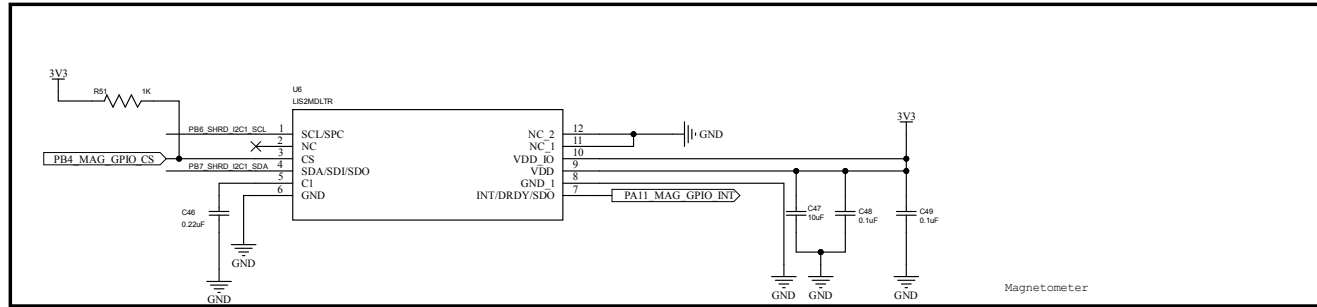 3V3
R51 1K
U6
LIS2MDLTR
3V3
PB6_SHRD_I2C1_SCL 1 SCL/SPC NC_2 12 GND
2 NC NC_1 11
PB4_MAG_GPIO_CS 3 CS VDD_IO 10
PB7_SHRD_I2C1_SDA 4 SDA/SDI/SDO VDD 9
5 C1 GND_1 8
6 GND INT/DRDY/SDO 7 PA11_MAG_GPIO_INT
C46
0.22uF
C47
10uF
C48
0.1uF
C49
0.1uF
GND
GND
GND
GND
GND
Magnetometer